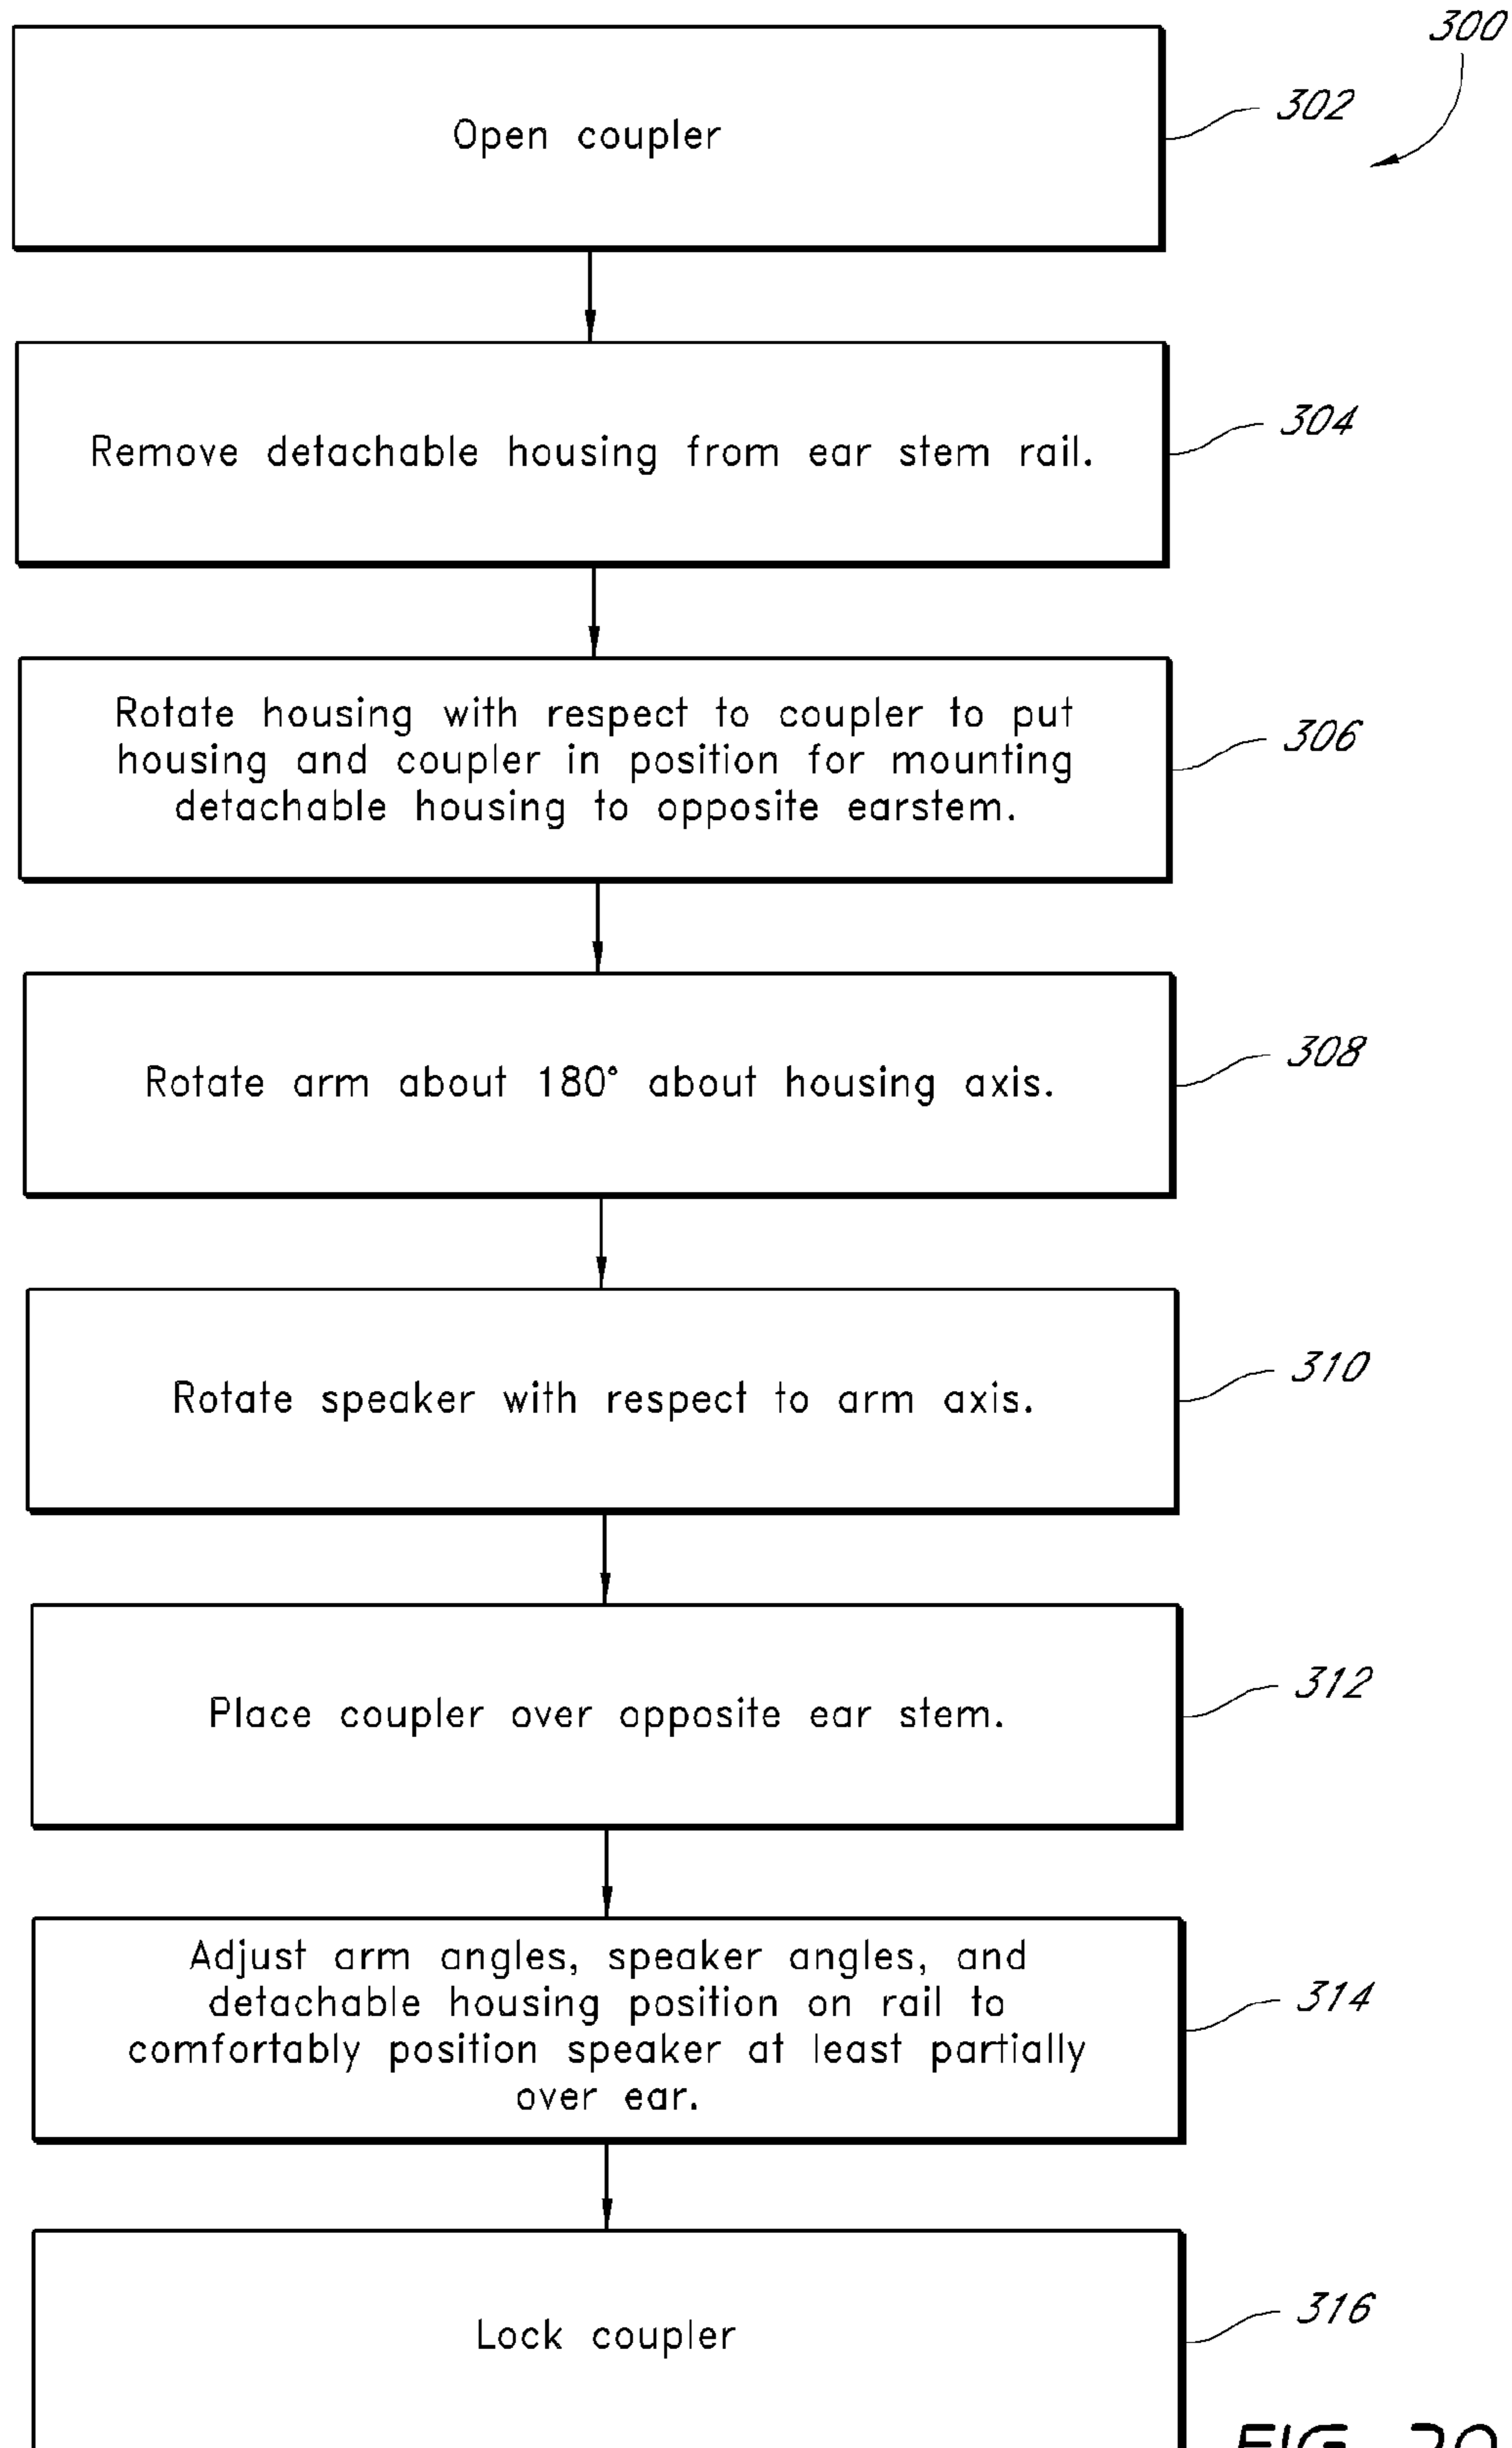 300
Open coupler
302
Remove detachable housing from ear stem rail.
304
Rotate housing with respect to coupler to put
housing and coupler in position for mounting
detachable housing to opposite earstem.
306
Rotate arm about 180° about housing axis.
308
Rotate speaker with respect to arm axis.
310
Place coupler over opposite ear stem.
312
Adjust arm angles, speaker angles, and
detachable housing position on rail to
comfortably position speaker at least partially
over ear.
314
Lock coupler
316